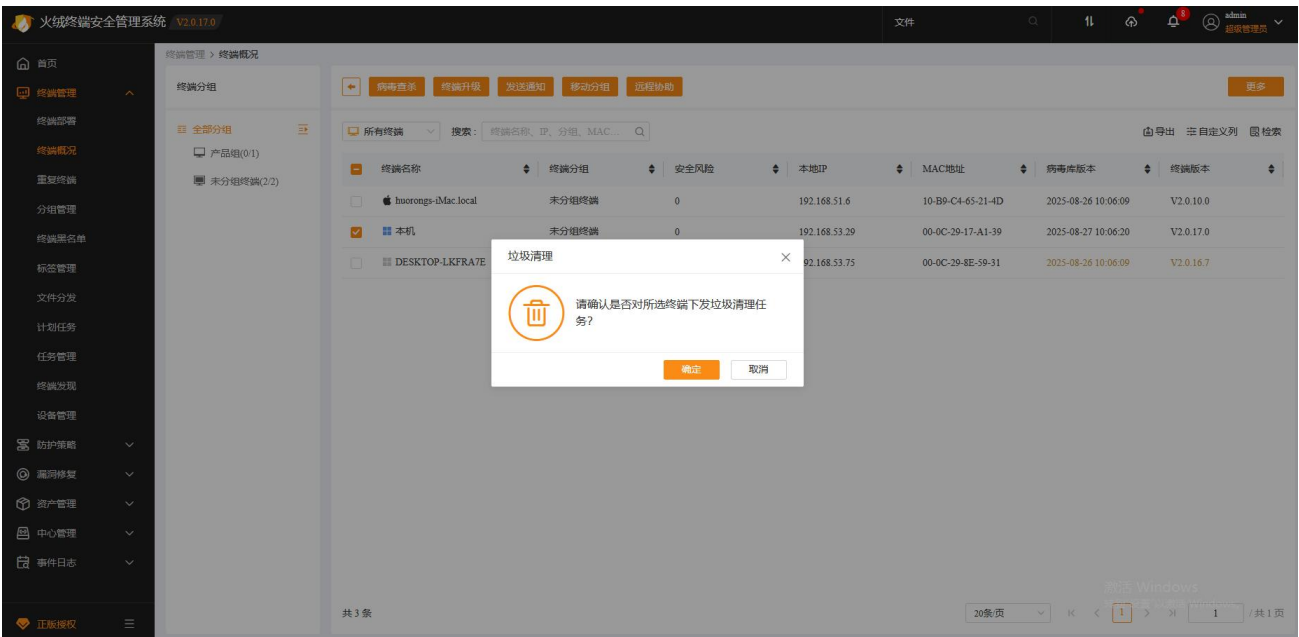 火绒终端安全管理系统 V2.0.17.0
文件
8
admin
超级管理员
首页
终端管理
终端部署
终端概况
重复终端
分组管理
终端黑名单
标签管理
文件分发
计划任务
任务管理
终端发现
设备管理
防护策略
漏洞修复
资产管理
中心管理
事件日志
正版授权
终端管理 > 终端概况
终端分组
全部分组
产品组(0/1)
未分组终端(2/2)
病毒查杀 终端升级 发送通知 移动分组 远程协助 更多
所有终端 搜索: 终端名称、IP、分组、MAC... 导出 自定义列 检索
终端名称 终端分组 安全风险 本地IP MAC地址 病毒库版本 终端版本
huorongs-iMac.local 未分组终端 0 192.168.51.6 10-B9-C4-65-21-4D 2025-08-26 10:06:09 V2.0.10.0
本机 未分组终端 0 192.168.53.29 00-0C-29-17-A1-39 2025-08-27 10:06:20 V2.0.17.0
DESKTOP-LKFRA7E 92.168.53.75 00-0C-29-8E-59-31 2025-08-26 10:06:09 V2.0.16.7
垃圾清理
请确认是否对所选终端下发垃圾清理任
务?
确定 取消
激活 Windows
共 3 条 20条/页 1 1 / 共 1 页